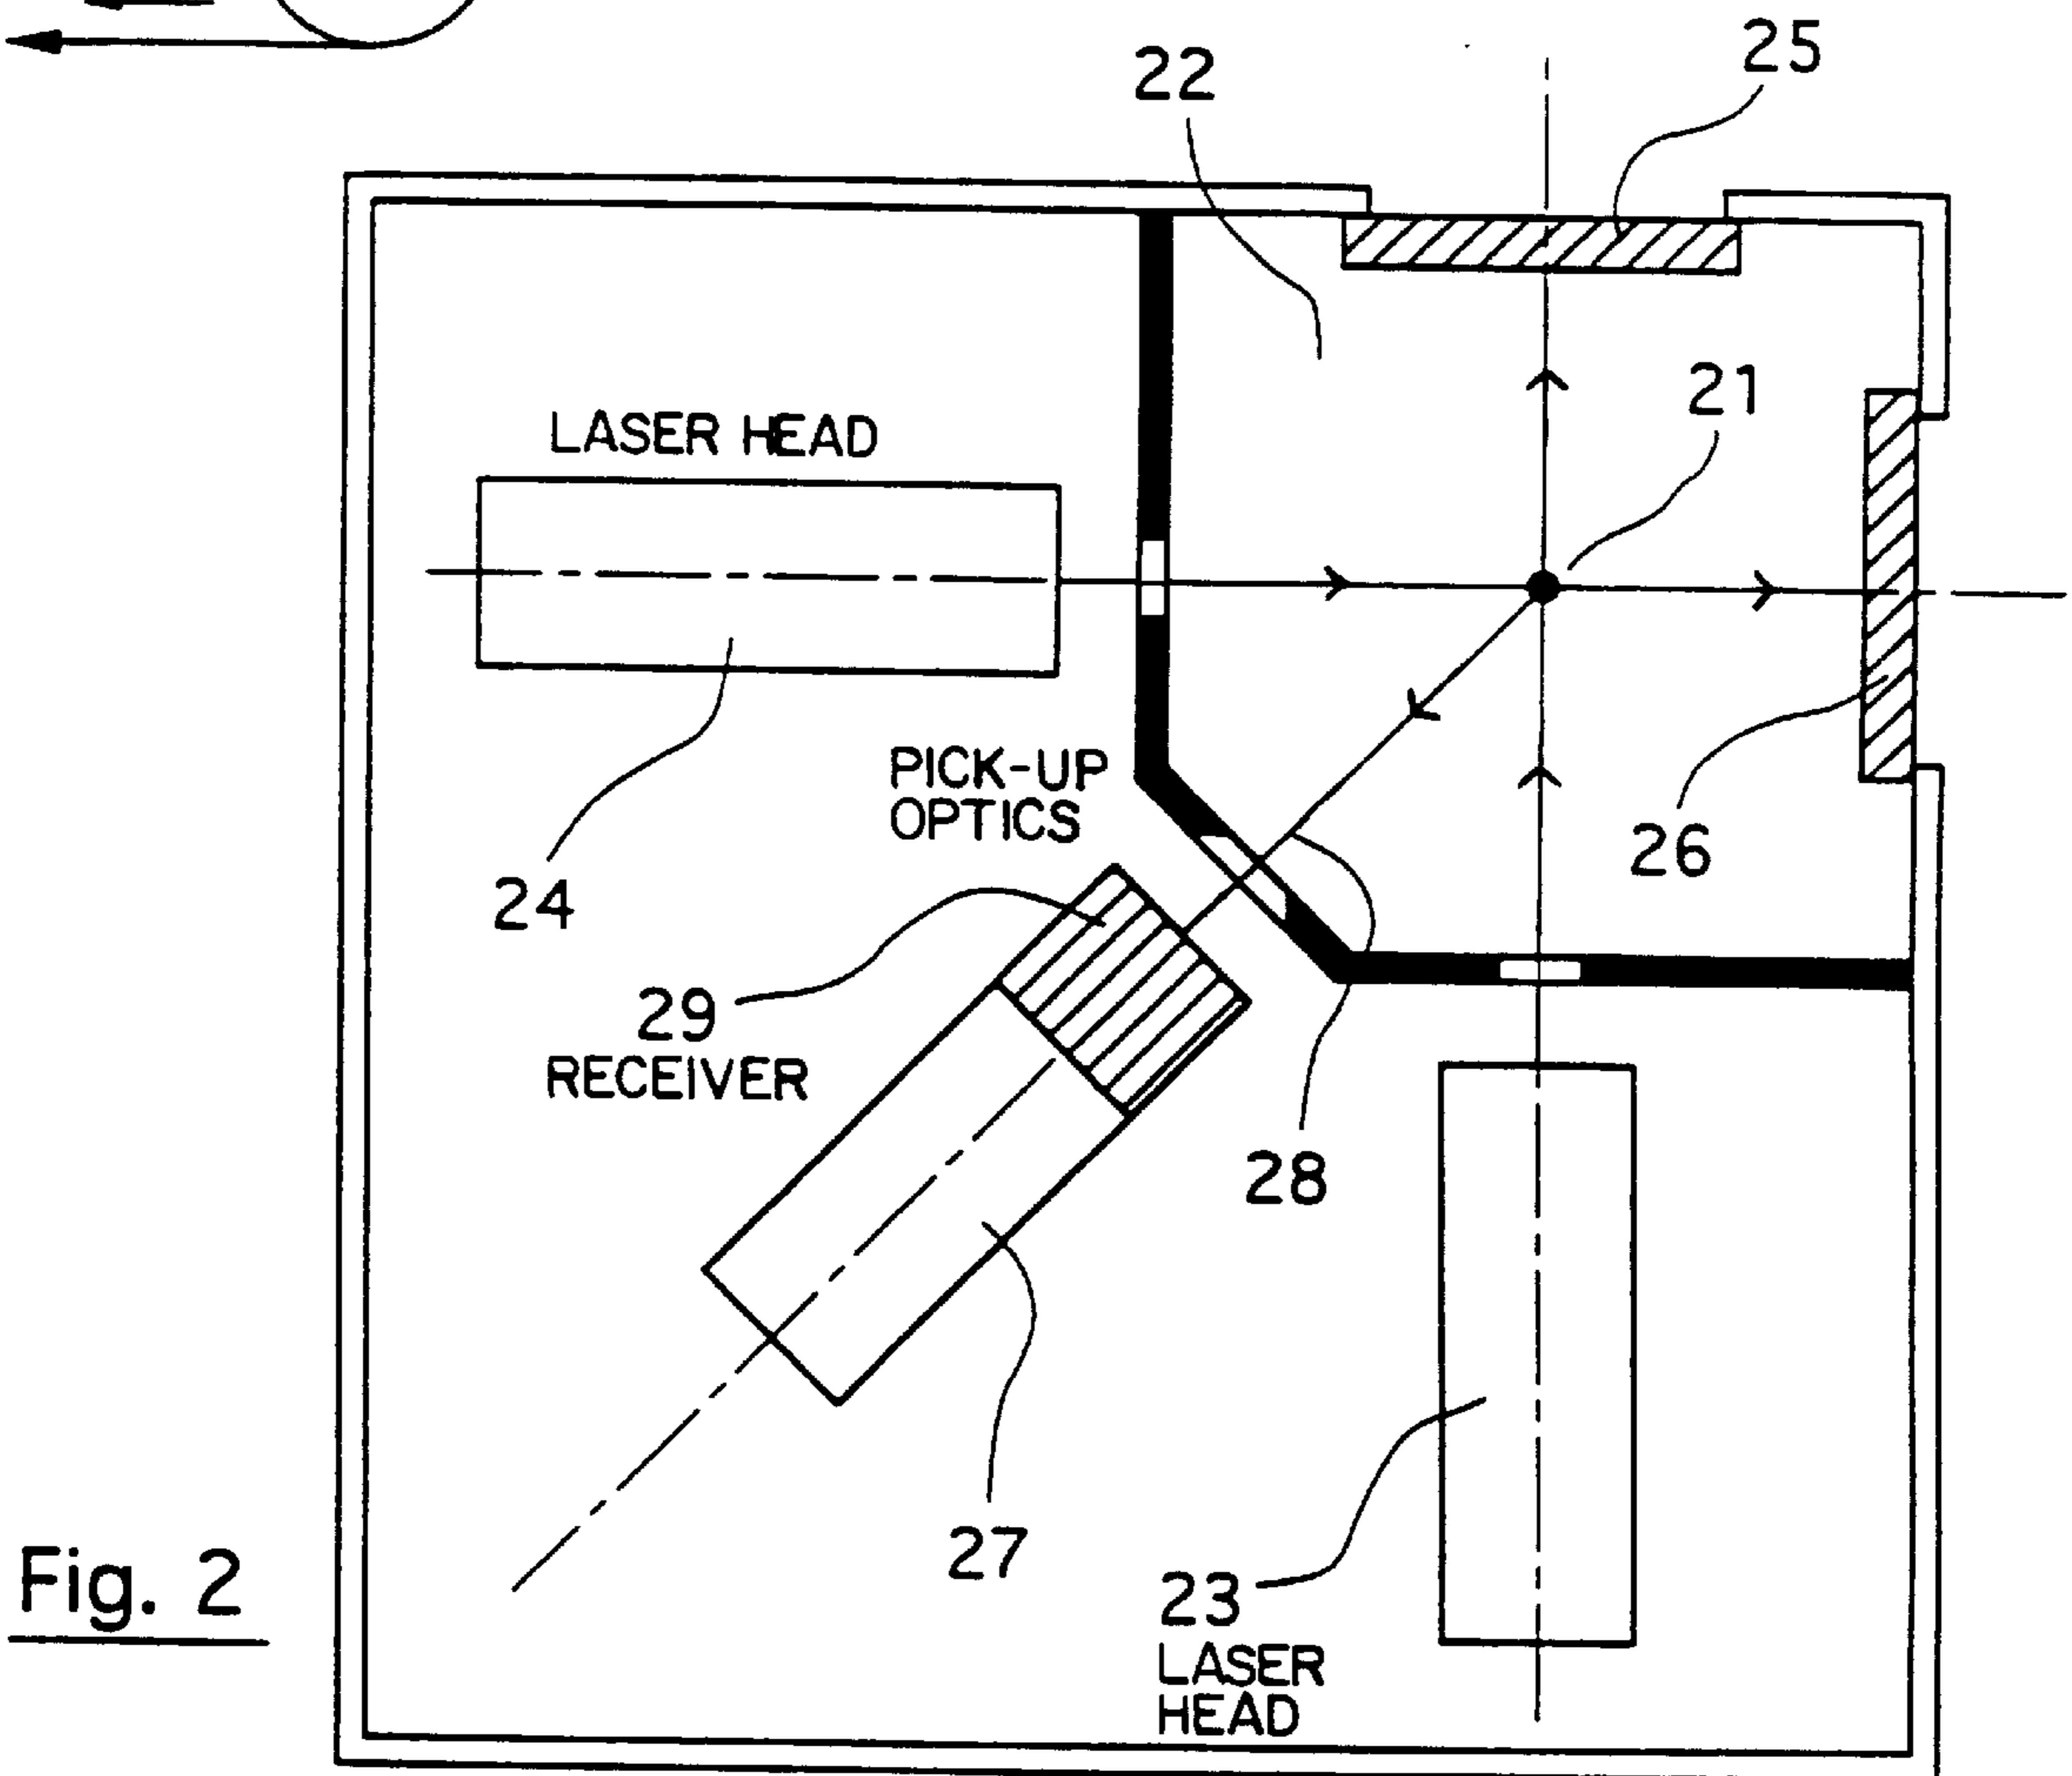 25
22
21
LASER HEAD
PICK-UP
OPTICS
26
24
29
RECEIVER
28
27
23
LASER
HEAD
Fig. 2